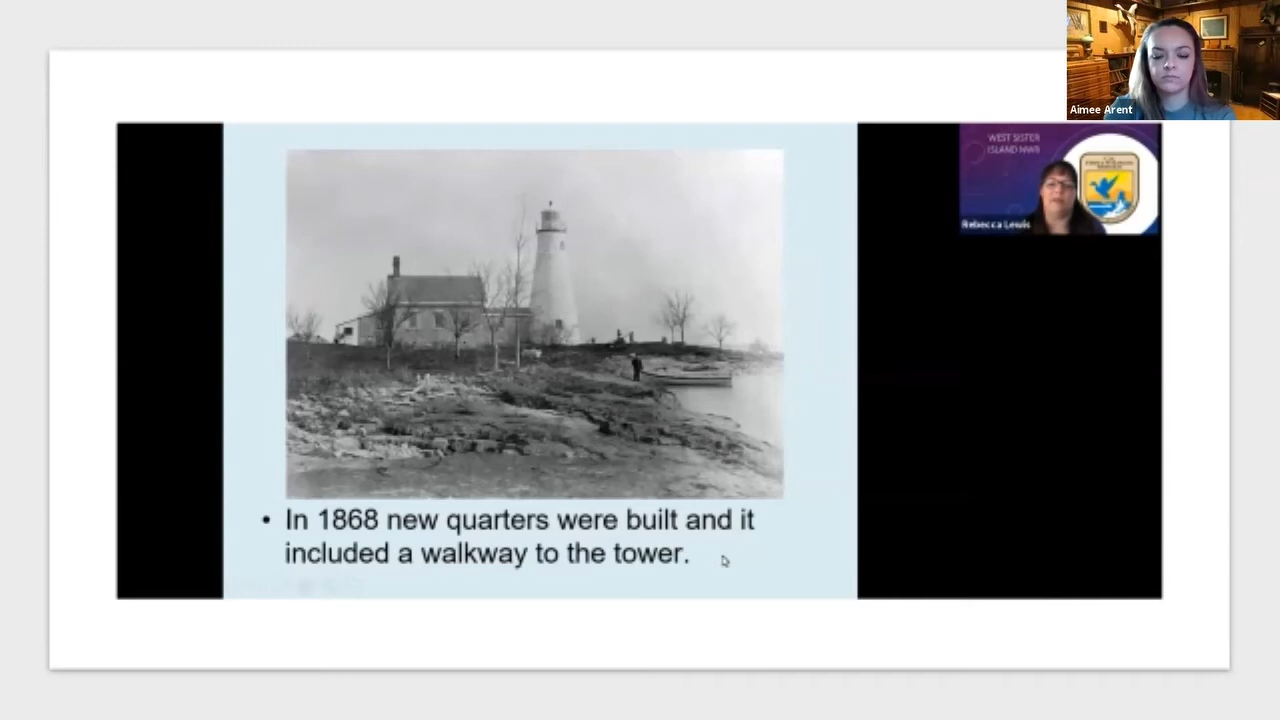 Aimee Arent
WEST SISTER
ISLAND NWR
Rebecca Lewis
• In 1868 new quarters were built and it
included a walkway to the tower.